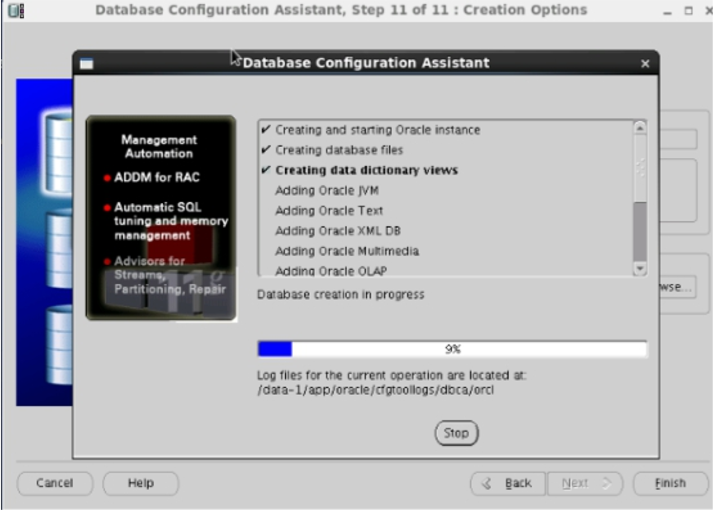 Database Configuration Assistant, Step 11 of 11 : Creation Options
Database Configuration Assistant
Management
Automation
ADDM for RAC
Automatic SQL
tuning and memory
management
Advisors for
Streams,
Partitioning, Repair
Creating and starting Oracle instance
Creating database files
Creating data dictionary views
Adding Oracle JVM
Adding Oracle Text
Adding Oracle XML DB
Adding Oracle Multimedia
Adding Oracle OLAP
Database creation in progress
wse...
9%
Log files for the current operation are located at:
/data-1/app/oracle/cfgtoollogs/dbca/orcl
Stop
Cancel
Help
Back
Next
Finish